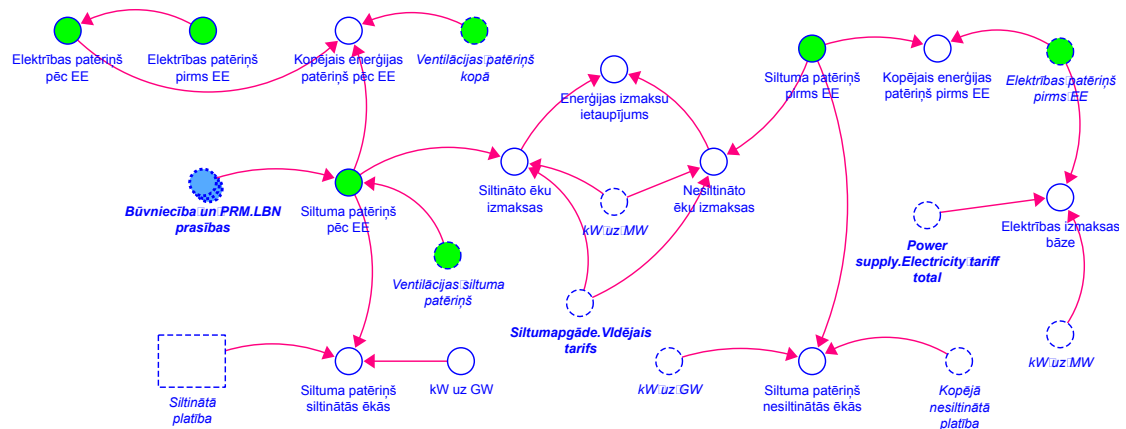 Elektrības patēriņš
pēc EE
Elektrības patēriņš
pirms EE
Kopējais enerģijas
patēriņš pēc EE
Ventilācijas patēriņš
kopā
Enerģijas izmaksu
ietaupījums
Siltuma patēriņš
pirms EE
Kopējais enerģijas
patēriņš pirms EE
Elektrības patēriņš
pirms EE
Būvniecība un PRM.LBN
prasības
Siltuma patēriņš
pēc EE
Siltināto ēku
izmaksas
kW uz MW
Nesiltināto
ēku izmaksas
Power
supply.Electricity tariff
total
Elektrības izmaksas
bāze
Ventilācijas siltuma
patēriņš
Siltumapgāde.VIdējais
tarifs
Siltinātā
platība
Siltuma patēriņš
siltinātās ēkās
kW uz GW
kW uz GW
Siltuma patēriņš
nesiltinātās ēkās
Kopējā
nesiltinātā
platība
kW uz MW